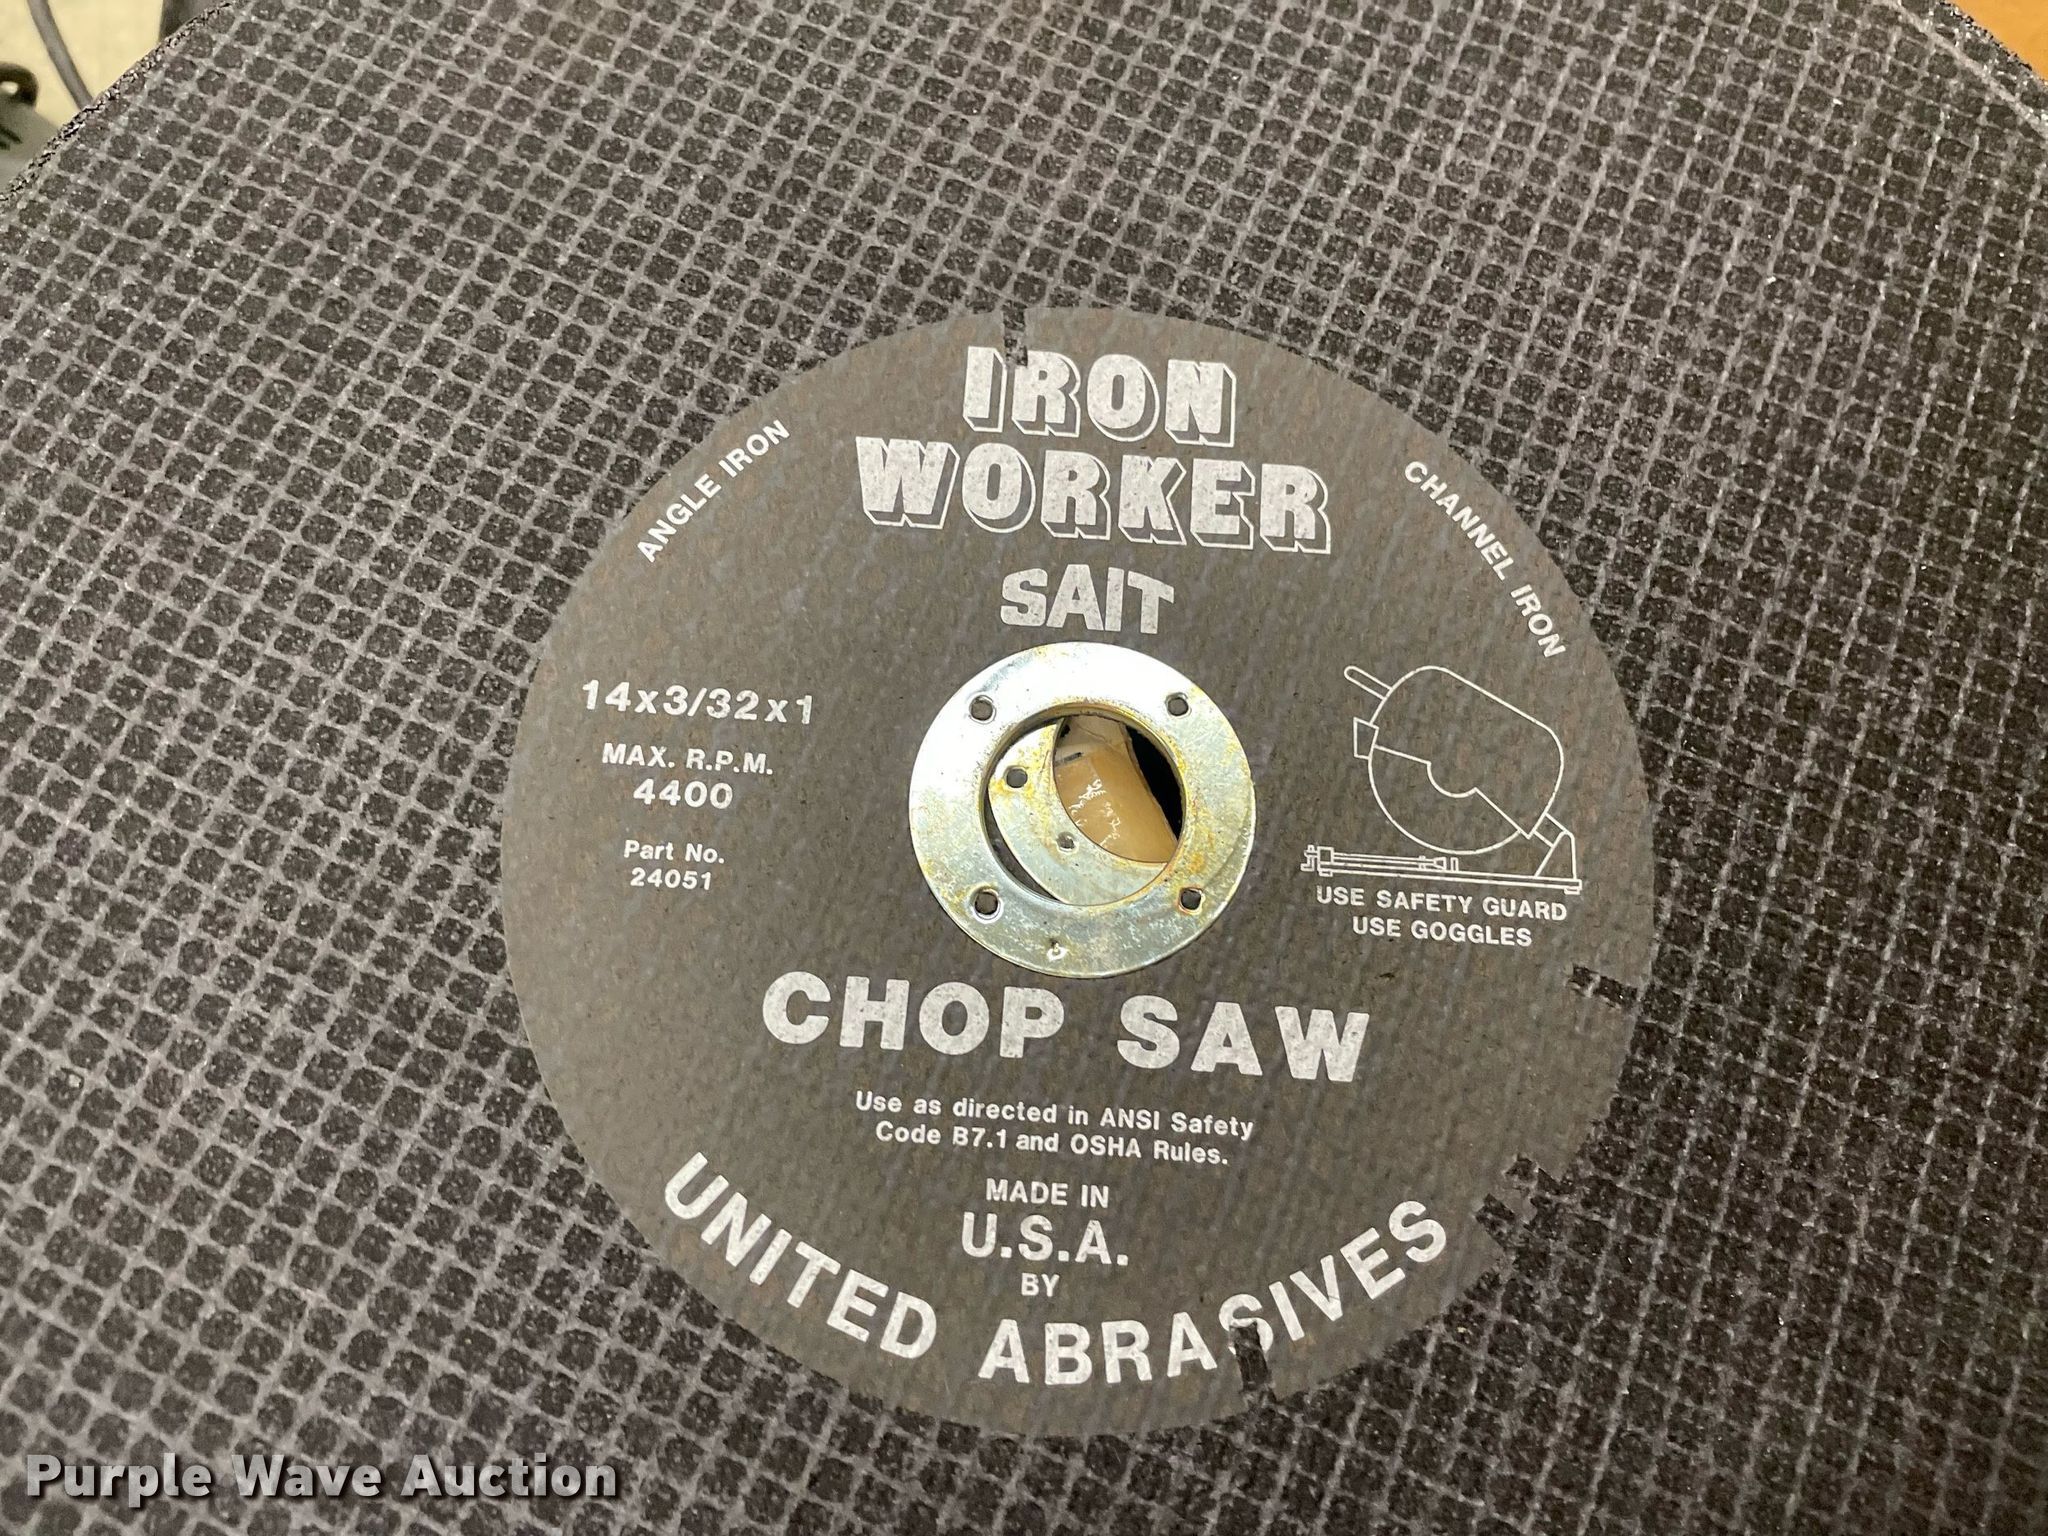 IRON
WORKER
SAIT
ANGLE IRON
CHANNEL IRON
14x3/32x1
MAX. R.P.M.
4400
Part No.
24051
USE SAFETY GUARD
USE GOGGLES
CHOP SAW
Use as directed in ANSI Safety
Code B7.1 and OSHA Rules.
MADE IN
U.S.A.
BY
UNITED ABRASIVES
Purple Wave Auction